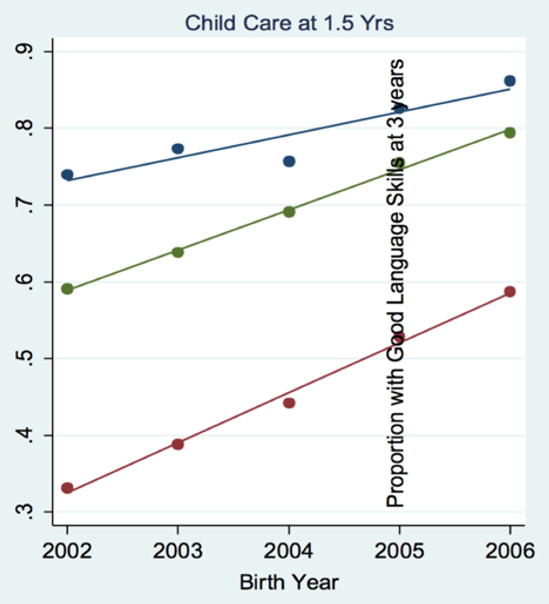 Child Care at 1.5 Yrs
.9
.8
.7
.6
.5
.4
.3
Proportion with Good Language Skills at 3 years
2002 2003 2004 2005 2006
Birth Year